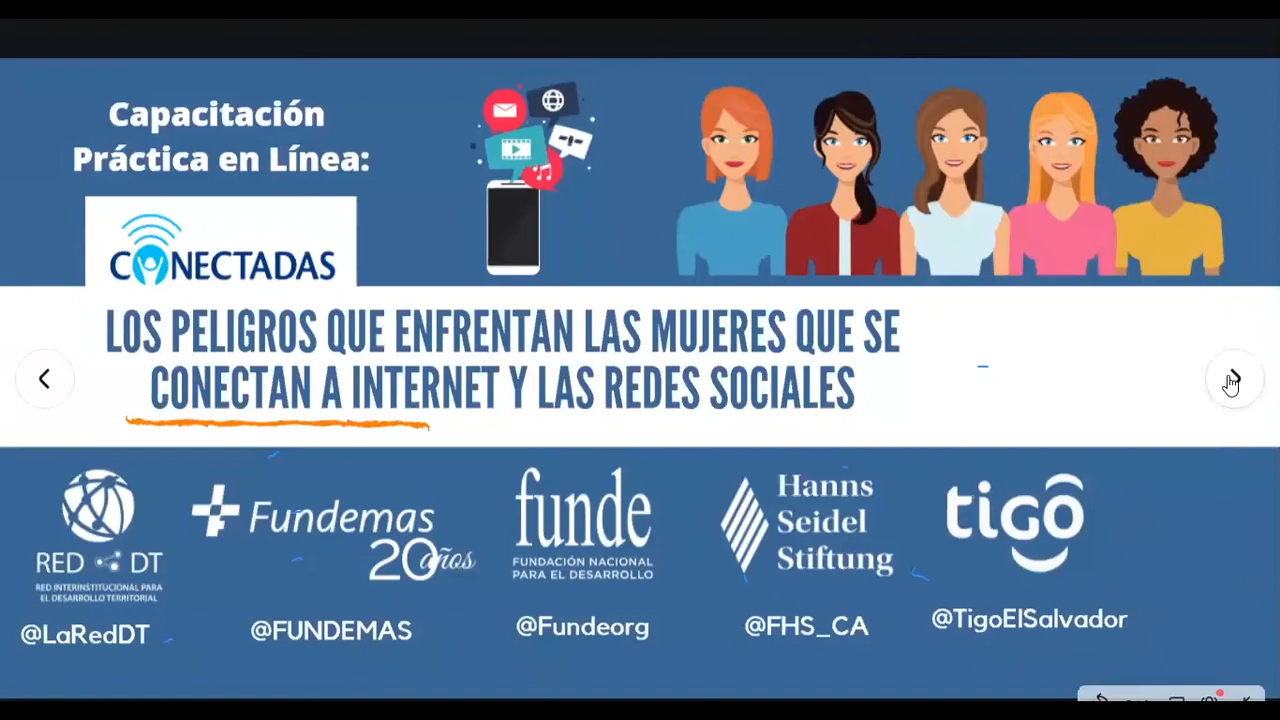 Capacitación
Práctica en Línea:
CONECTADAS
LOS PELIGROS QUE ENFRENTAN LAS MUJERES QUE SE
CONECTAN A INTERNET Y LAS REDES SOCIALES
RED DT
RED INTERINSTITUCIONAL PARA
EL DESARROLLO TERRITORIAL
@LaRedDT
Fundemas
20 años
@FUNDEMAS
funde
FUNDACIÓN NACIONAL
PARA EL DESARROLLO
@Fundeorg
Hanns
Seidel
Stiftung
@FHS_CA
tigo
@TigoElSalvador